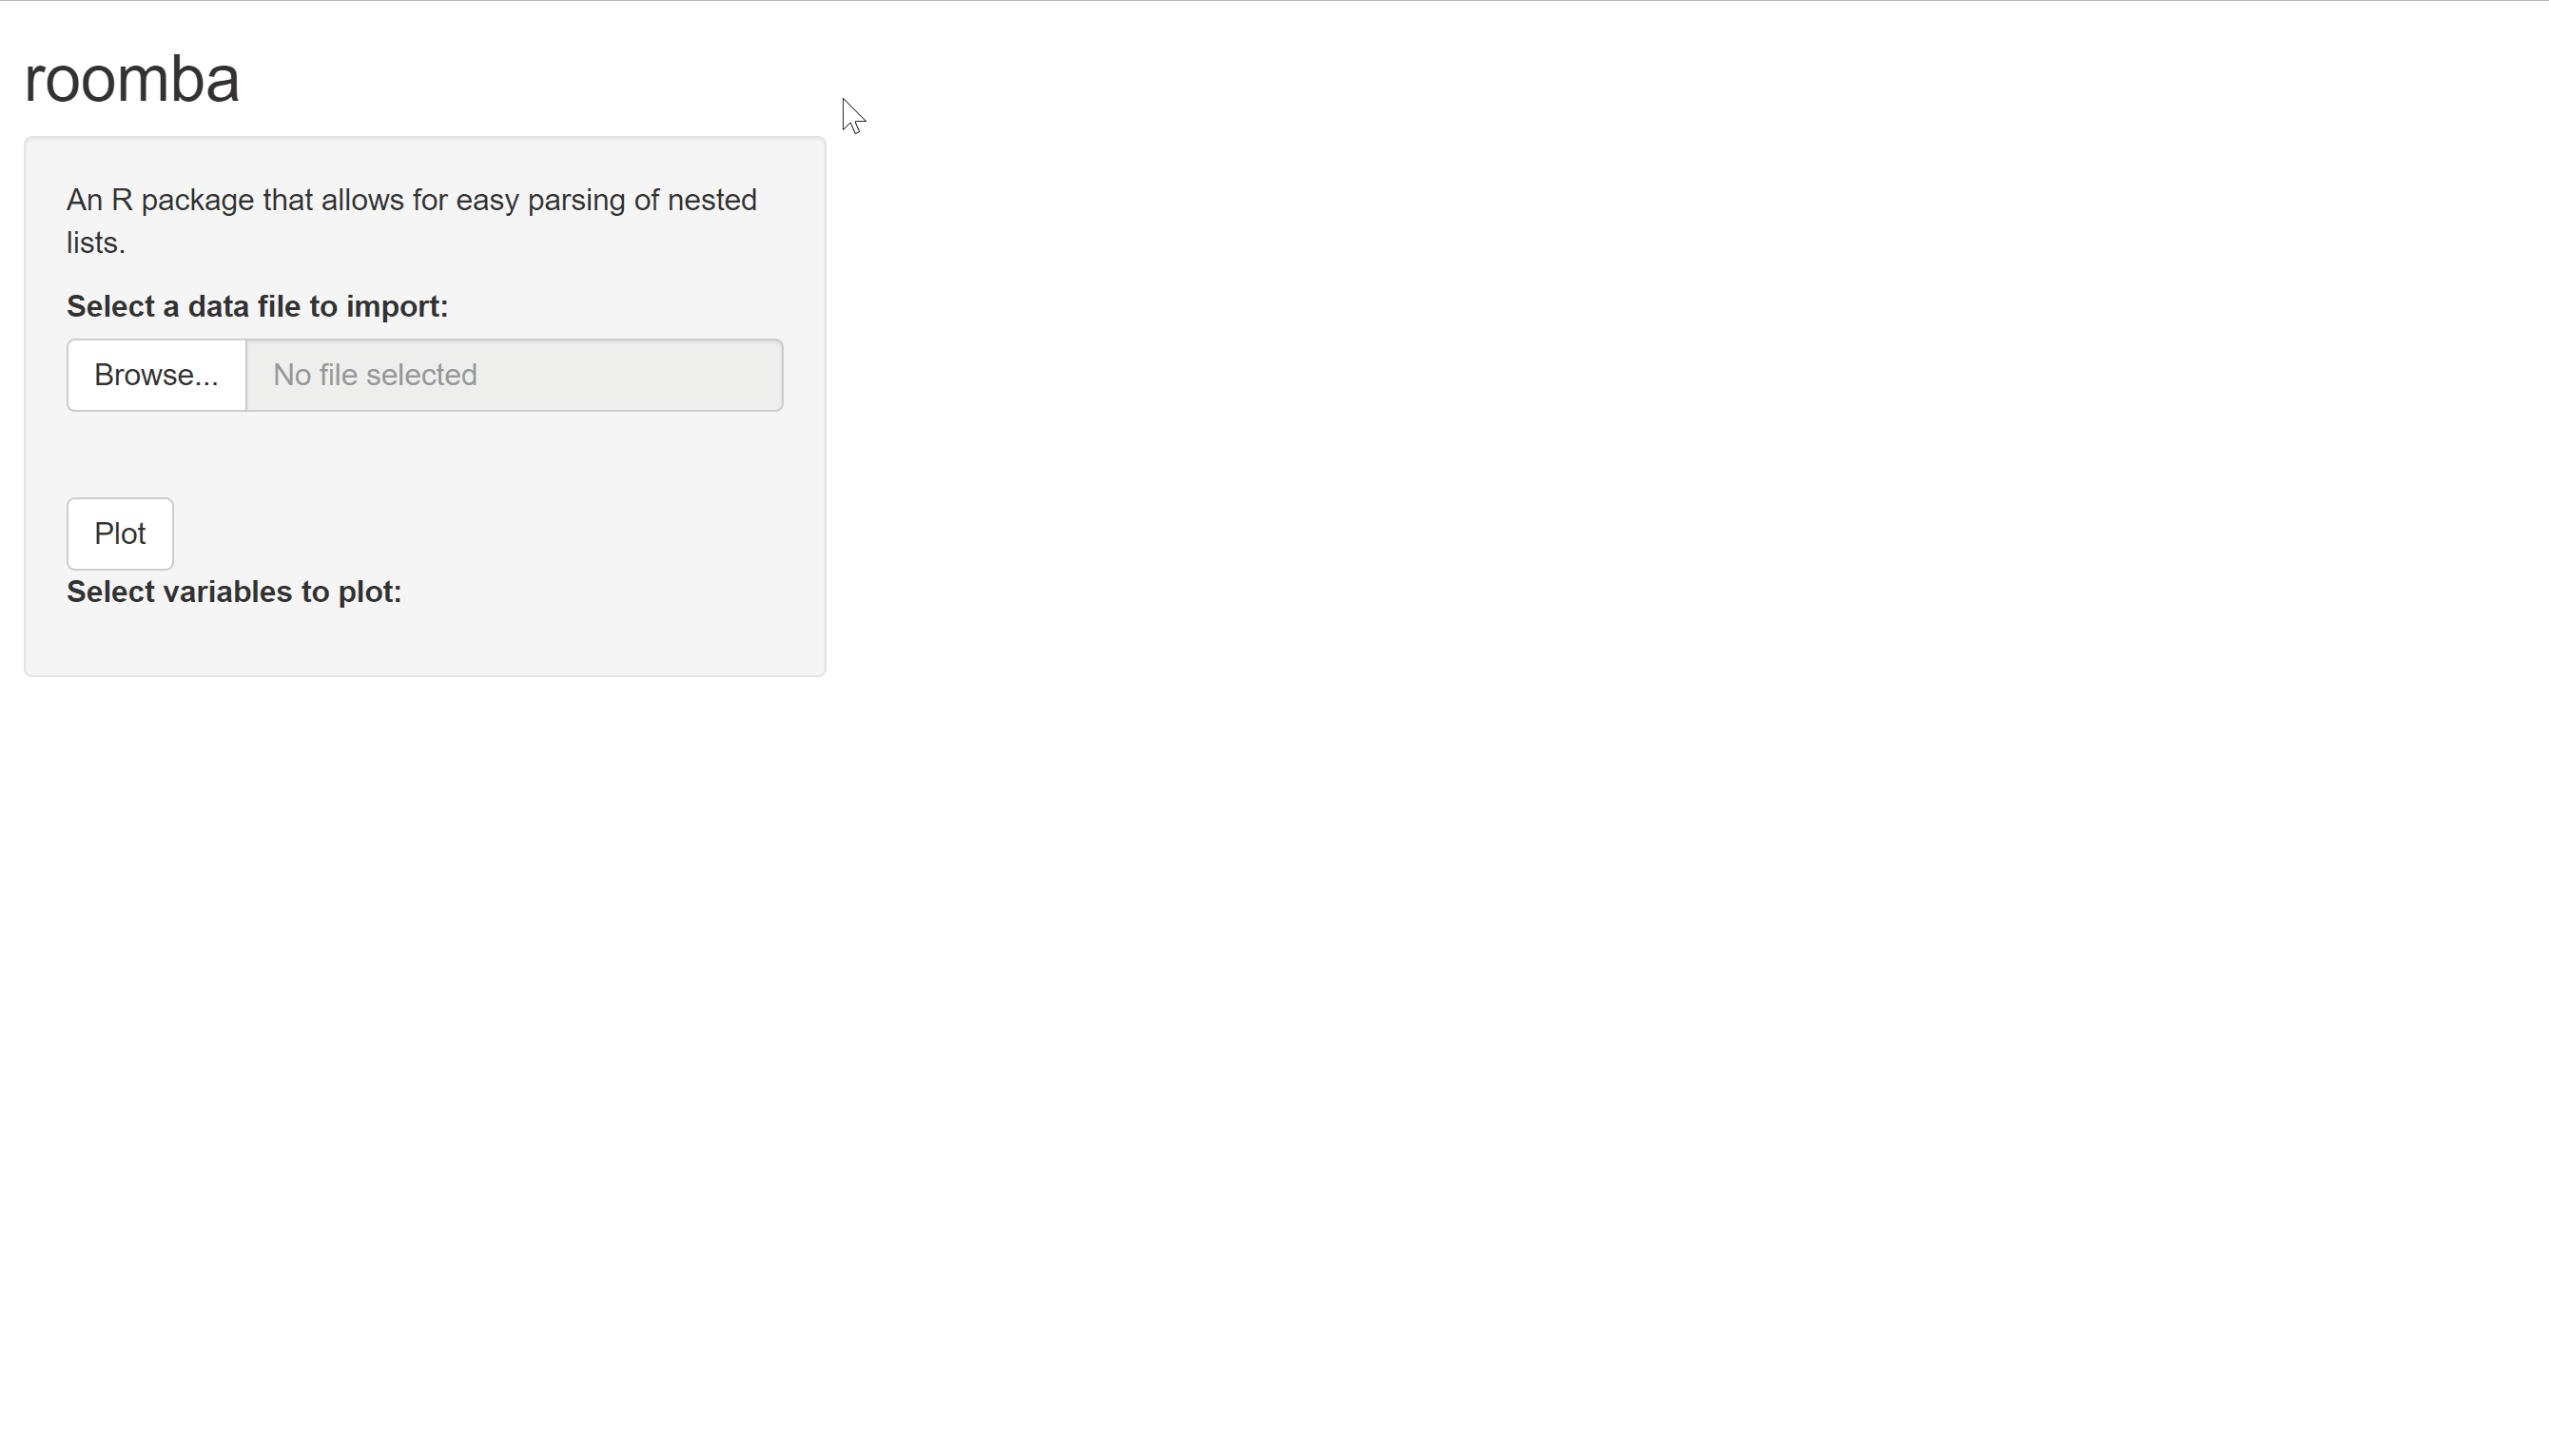 roomba
An R package that allows for easy parsing of nested
lists.
Select a data file to import:
Browse... No file selected
Plot
Select variables to plot: